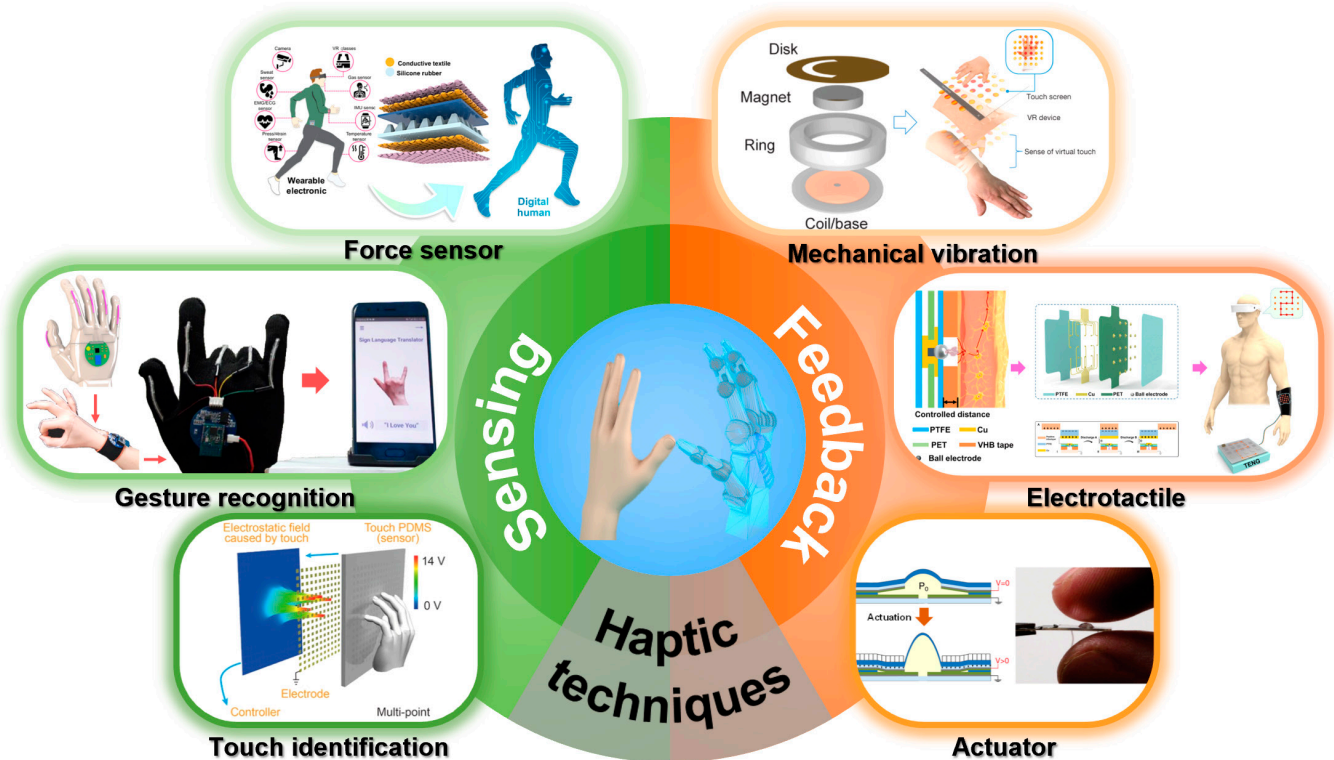 Camera
VR classes
Sweat
sensor
Gas sensor
EMG/ECG
sensor
IMU sensor
Press/strain
sensor
Temperature
sensor
Wearable
electronic
Conductive textile
Silicone rubber
Digital
human
Force sensor
Disk
Magnet
Ring
Coil/base
Touch screen
VR device
Sense of virtual touch
Mechanical vibration
Sign Language Translator
"I Love You"
Gesture recognition
Controlled distance
PTFE
Cu
PET
VHB tape
Ball electrode
PTFE
Cu
PET
Ball electrode
TENG
Electrotactile
Electrostatic field
caused by touch
Touch PDMS
(sensor)
14 V
0 V
Electrode
Controller
Multi-point
Touch identification
P0
V=0
Actuation
V>0
Actuator
Sensing
Feedback
Haptic
techniques